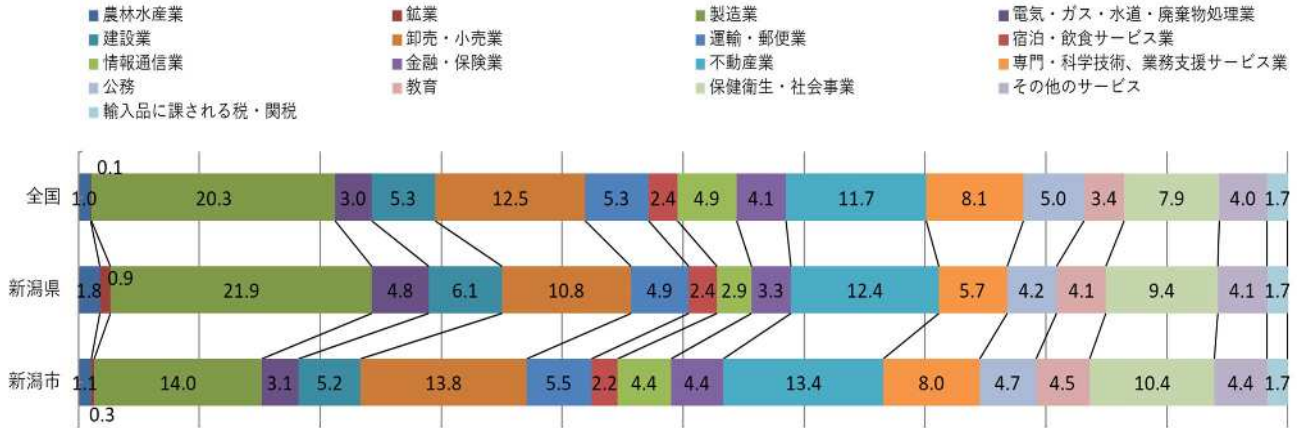 農林水産業 鉱業 製造業 電気・ガス・水道・廃棄物処理業
建設業 卸売・小売業 運輸・郵便業 宿泊・飲食サービス業
情報通信業 金融・保険業 不動産業 専門・科学技術、業務支援サービス業
公務 教育 保健衛生・社会事業 その他のサービス
輸入品に課される税・関税
0.1
全国 1.0 20.3 3.0 5.3 12.5 5.3 2.4 4.9 4.1 11.7 8.1 5.0 3.4 7.9 4.0 1.7
新潟県 1.8 0.9 21.9 4.8 6.1 10.8 4.9 2.4 2.9 3.3 12.4 5.7 4.2 4.1 9.4 4.1 1.7
新潟市 1.1 14.0 3.1 5.2 13.8 5.5 2.2 4.4 4.4 13.4 8.0 4.7 4.5 10.4 4.4 1.7
0.3